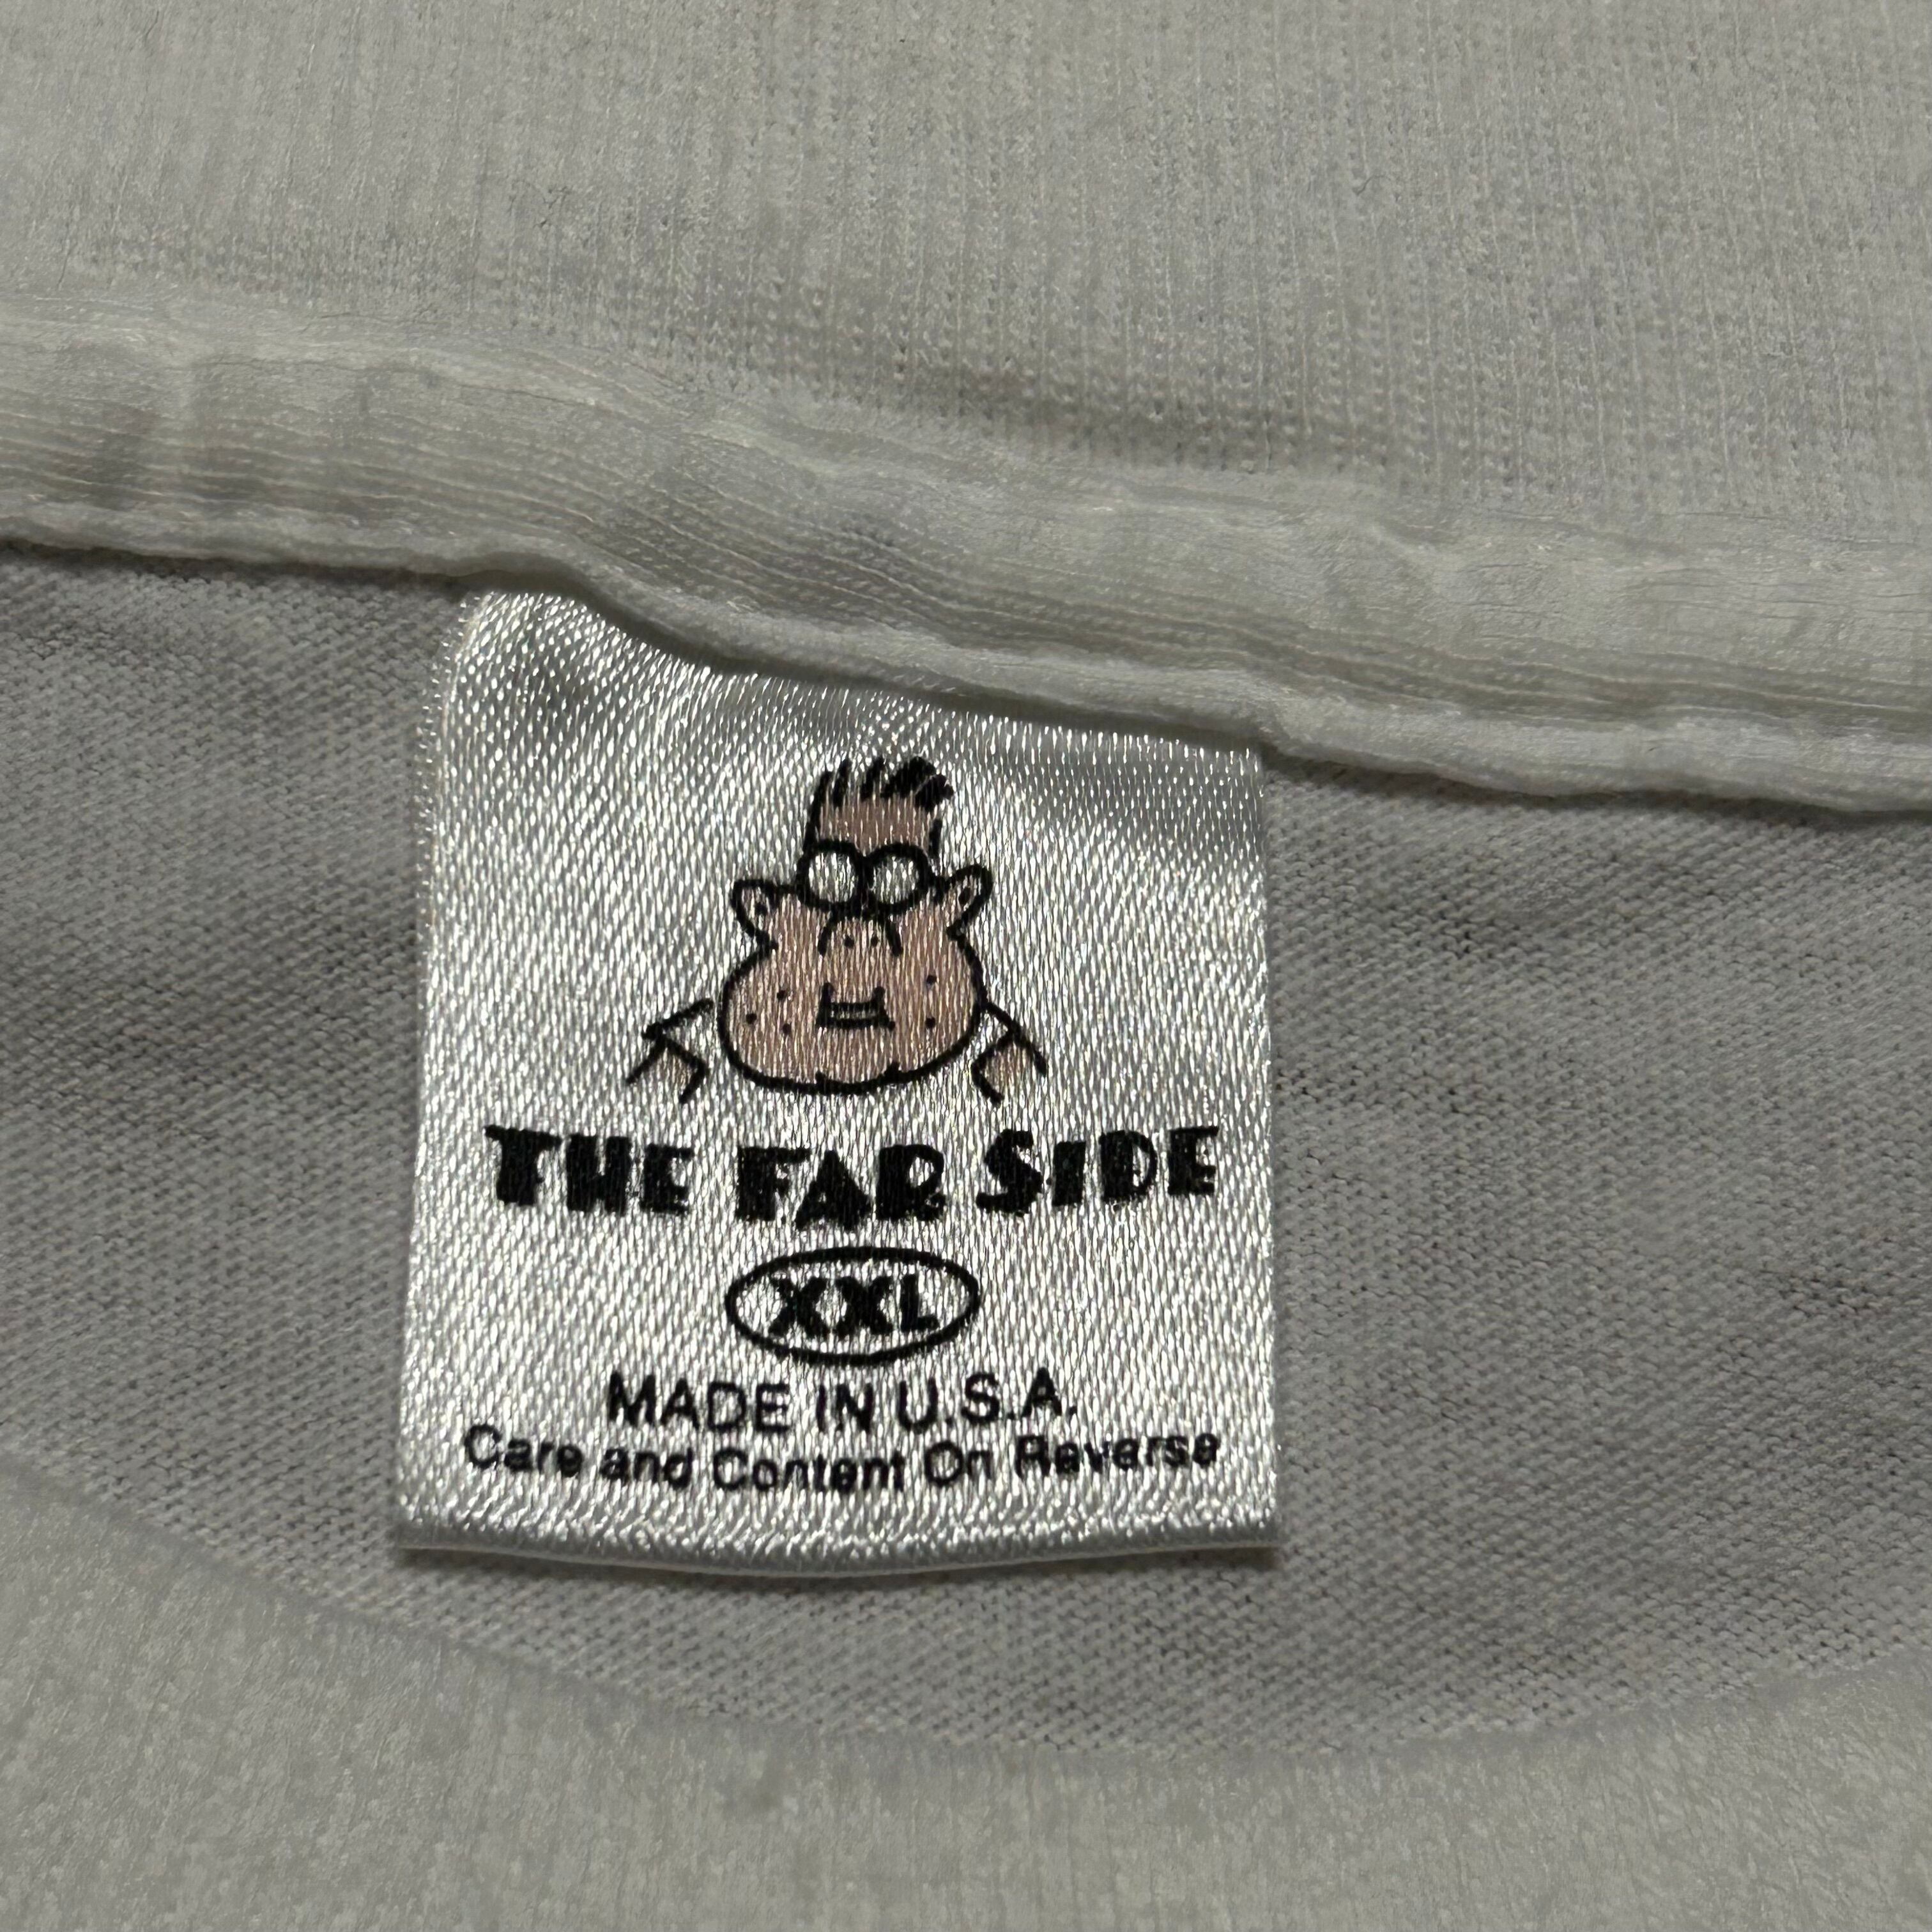 THE FAR SIDE
XXL
MADE IN U.S.A.
Care and Content On Reverse